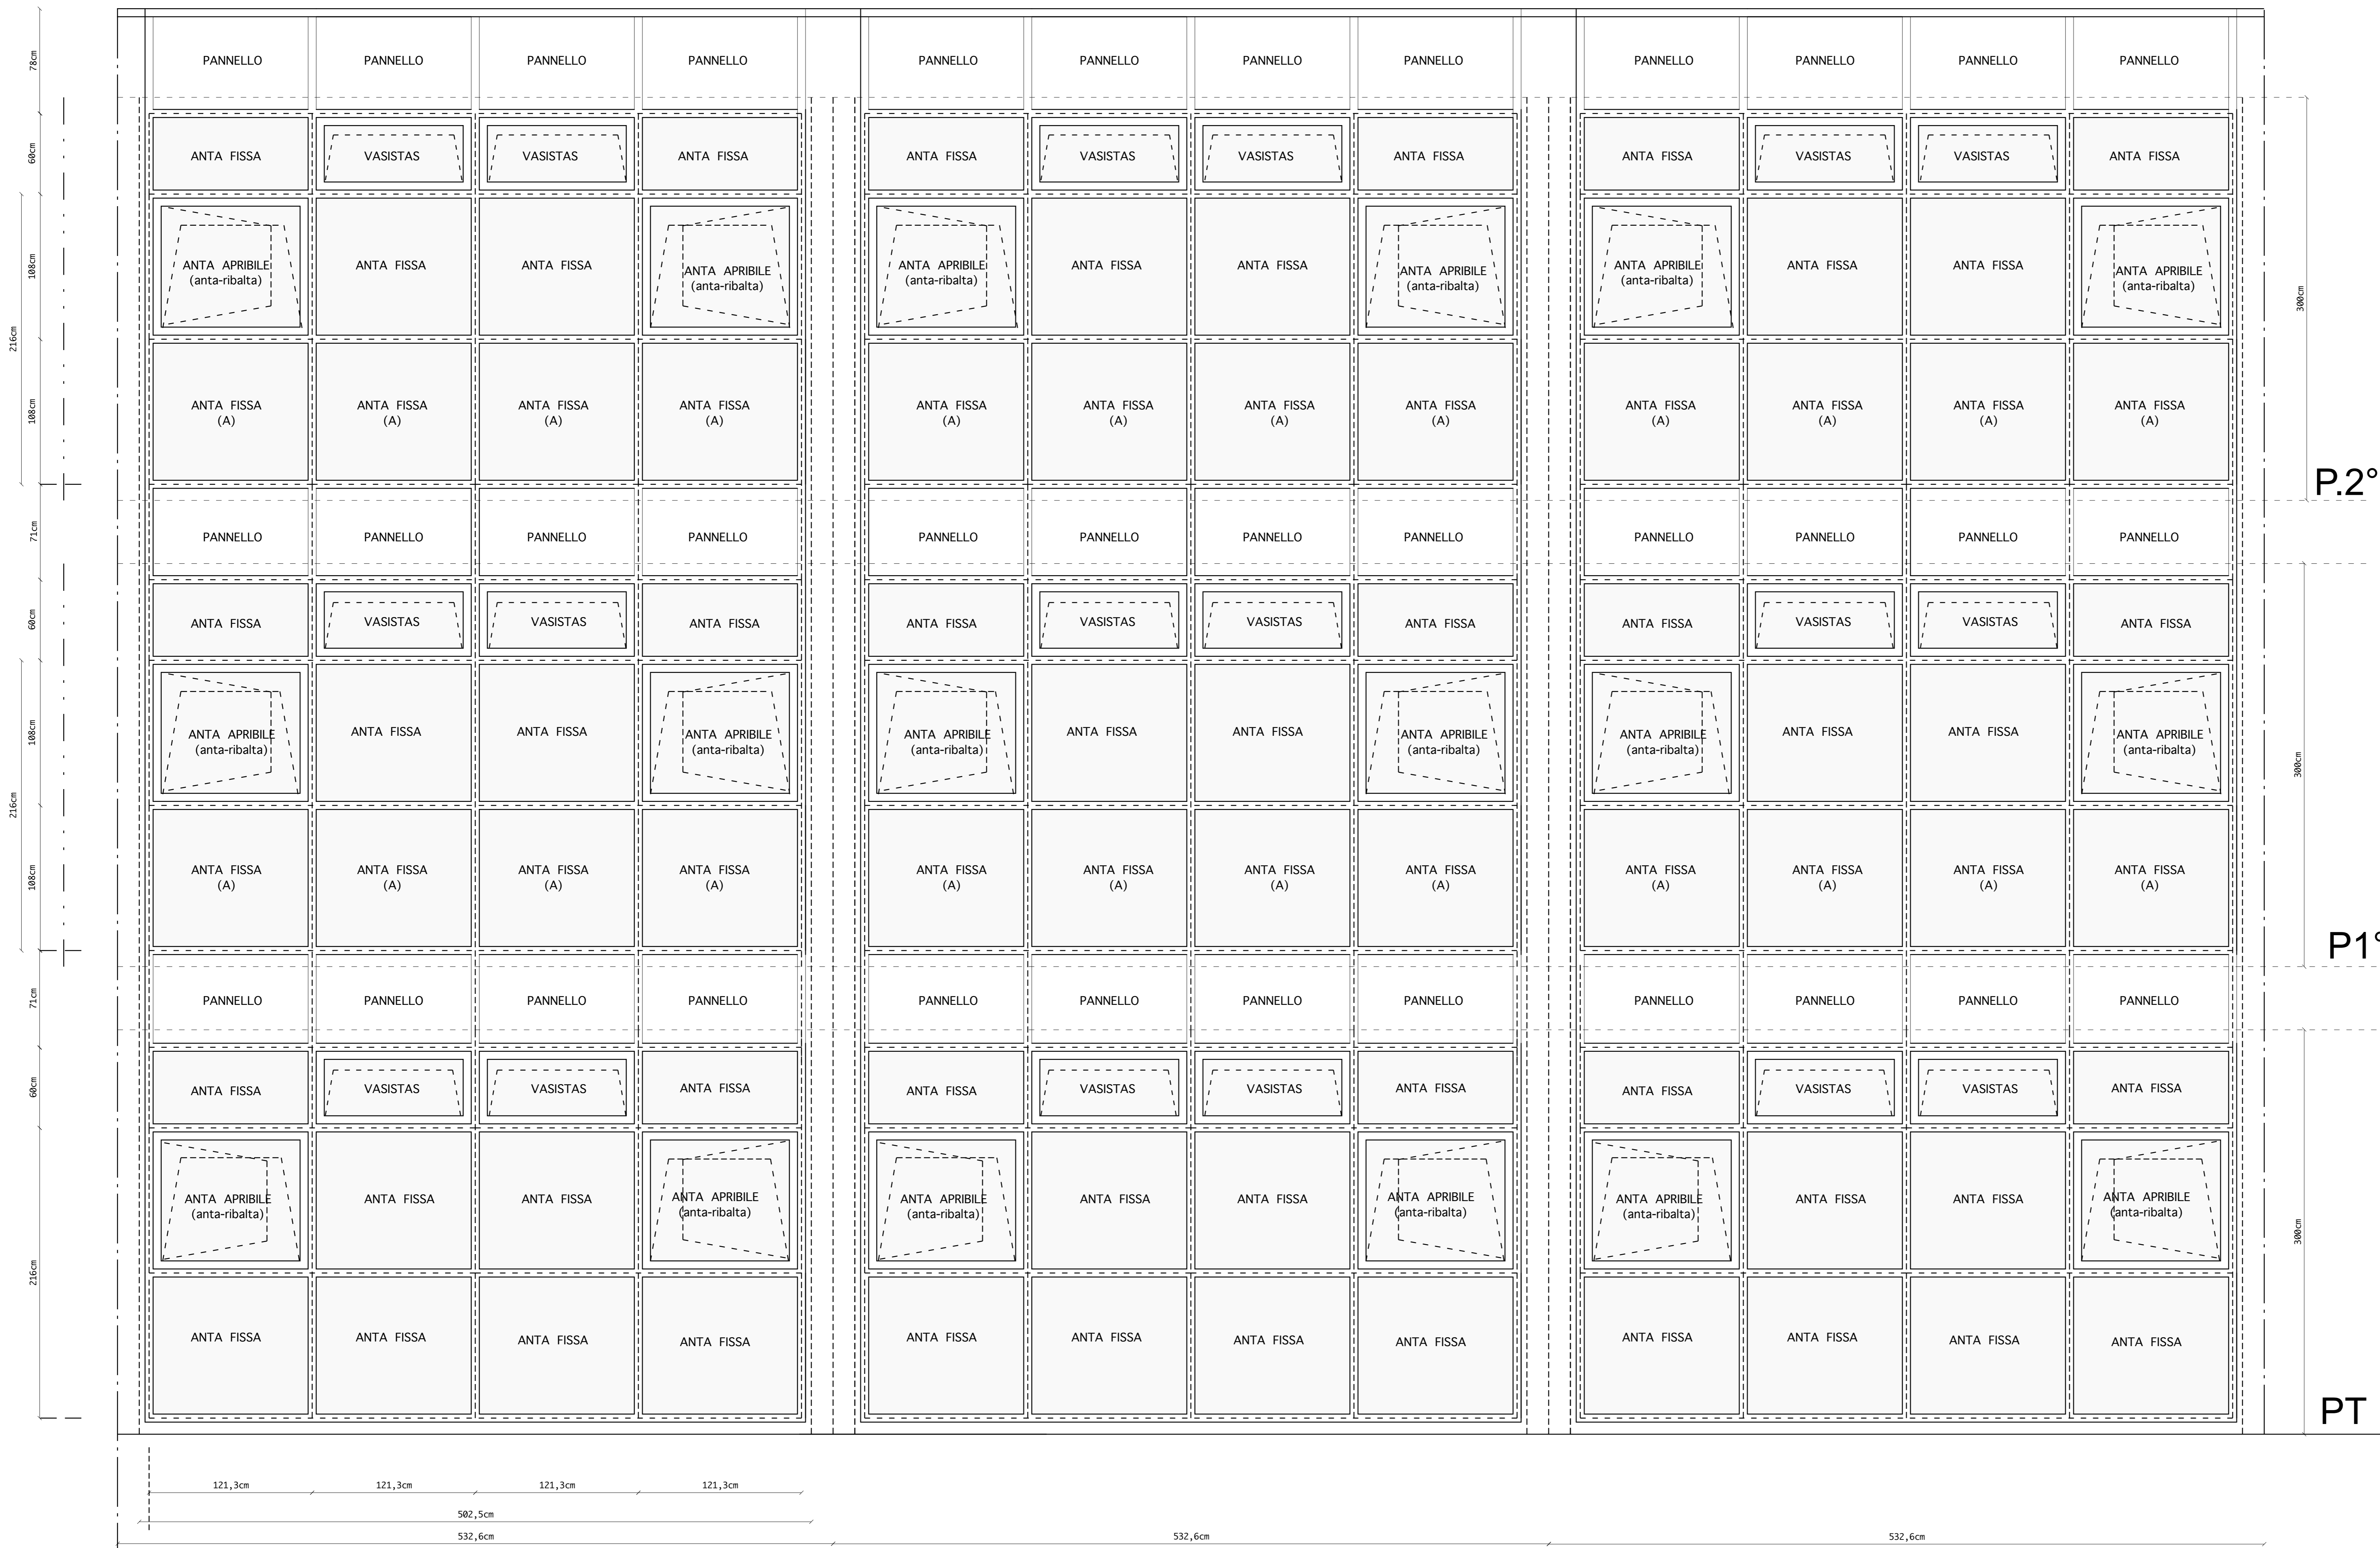 78cm
PANNELLO PANNELLO PANNELLO PANNELLO PANNELLO PANNELLO PANNELLO PANNELLO PANNELLO PANNELLO PANNELLO PANNELLO
60cm
ANTA FISSA VASISTAS VASISTAS ANTA FISSA ANTA FISSA VASISTAS VASISTAS ANTA FISSA ANTA FISSA VASISTAS VASISTAS ANTA FISSA
108cm
ANTA APRIBILE ANTA FISSA ANTA FISSA ANTA APRIBILE ANTA APRIBILE ANTA FISSA ANTA FISSA ANTA APRIBILE ANTA APRIBILE ANTA FISSA ANTA FISSA ANTA APRIBILE
(anta-ribalta) (anta-ribalta) (anta-ribalta) (anta-ribalta) (anta-ribalta) (anta-ribalta)
300cm
216cm
108cm
ANTA FISSA ANTA FISSA ANTA FISSA ANTA FISSA ANTA FISSA ANTA FISSA ANTA FISSA ANTA FISSA ANTA FISSA ANTA FISSA ANTA FISSA ANTA FISSA
(A) (A) (A) (A) (A) (A) (A) (A) (A) (A) (A) (A)
P.2°
71cm
PANNELLO PANNELLO PANNELLO PANNELLO PANNELLO PANNELLO PANNELLO PANNELLO PANNELLO PANNELLO PANNELLO PANNELLO
60cm
ANTA FISSA VASISTAS VASISTAS ANTA FISSA ANTA FISSA VASISTAS VASISTAS ANTA FISSA ANTA FISSA VASISTAS VASISTAS ANTA FISSA
108cm
ANTA APRIBILE ANTA FISSA ANTA FISSA ANTA APRIBILE ANTA APRIBILE ANTA FISSA ANTA FISSA ANTA APRIBILE ANTA APRIBILE ANTA FISSA ANTA FISSA ANTA APRIBILE
(anta-ribalta) (anta-ribalta) (anta-ribalta) (anta-ribalta) (anta-ribalta) (anta-ribalta)
300cm
216cm
108cm
ANTA FISSA ANTA FISSA ANTA FISSA ANTA FISSA ANTA FISSA ANTA FISSA ANTA FISSA ANTA FISSA ANTA FISSA ANTA FISSA ANTA FISSA ANTA FISSA
(A) (A) (A) (A) (A) (A) (A) (A) (A) (A) (A) (A)
P1°
71cm
PANNELLO PANNELLO PANNELLO PANNELLO PANNELLO PANNELLO PANNELLO PANNELLO PANNELLO PANNELLO PANNELLO PANNELLO
60cm
ANTA FISSA VASISTAS VASISTAS ANTA FISSA ANTA FISSA VASISTAS VASISTAS ANTA FISSA ANTA FISSA VASISTAS VASISTAS ANTA FISSA
ANTA APRIBILE ANTA FISSA ANTA FISSA ANTA APRIBILE ANTA APRIBILE ANTA FISSA ANTA FISSA ANTA APRIBILE ANTA APRIBILE ANTA FISSA ANTA FISSA ANTA APRIBILE
(anta-ribalta) (anta-ribalta) (anta-ribalta) (anta-ribalta) (anta-ribalta) (anta-ribalta)
300cm
216cm
ANTA FISSA ANTA FISSA ANTA FISSA ANTA FISSA ANTA FISSA ANTA FISSA ANTA FISSA ANTA FISSA ANTA FISSA ANTA FISSA ANTA FISSA ANTA FISSA
PT
121,3cm 121,3cm 121,3cm 121,3cm
502,5cm
532,6cm 532,6cm 532,6cm